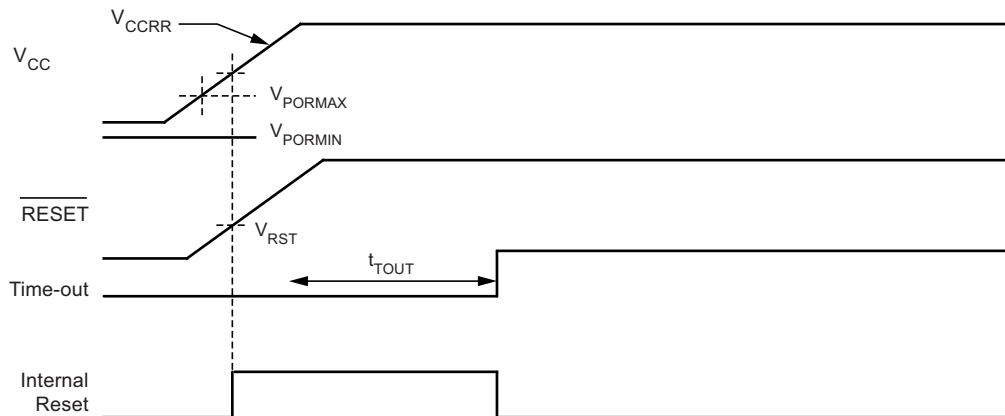 VCCRR
VCC
VPORMAX
VPORMIN
RESET
VRST
tTOUT
Time-out
Internal
Reset